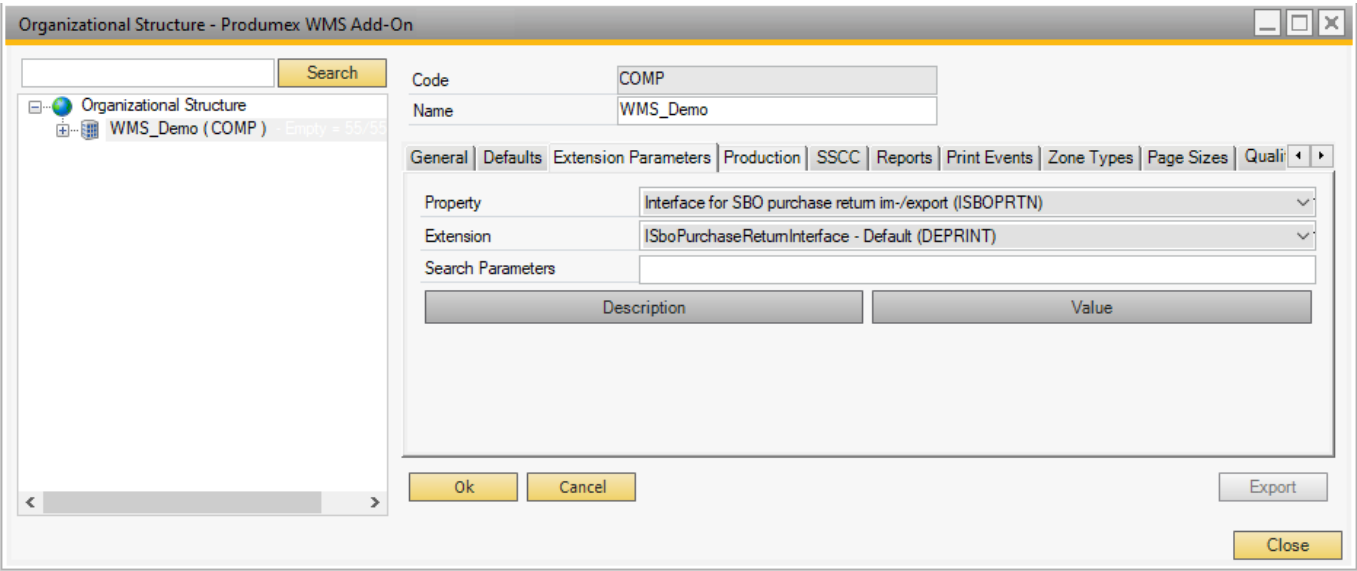 Organizational Structure - Produmex WMS Add-On
Search
Organizational Structure
WMS_Demo ( COMP ) - Empty = 55/55
Code COMP
Name WMS_Demo
General Defaults Extension Parameters Production SSCC Reports Print Events Zone Types Page Sizes Quali
Property Interface for SBO purchase return im-/export (ISBOPRTN)
Extension ISboPurchaseReturnInterface - Default (DEPRINT)
Search Parameters
Description Value
Ok Cancel Export
Close